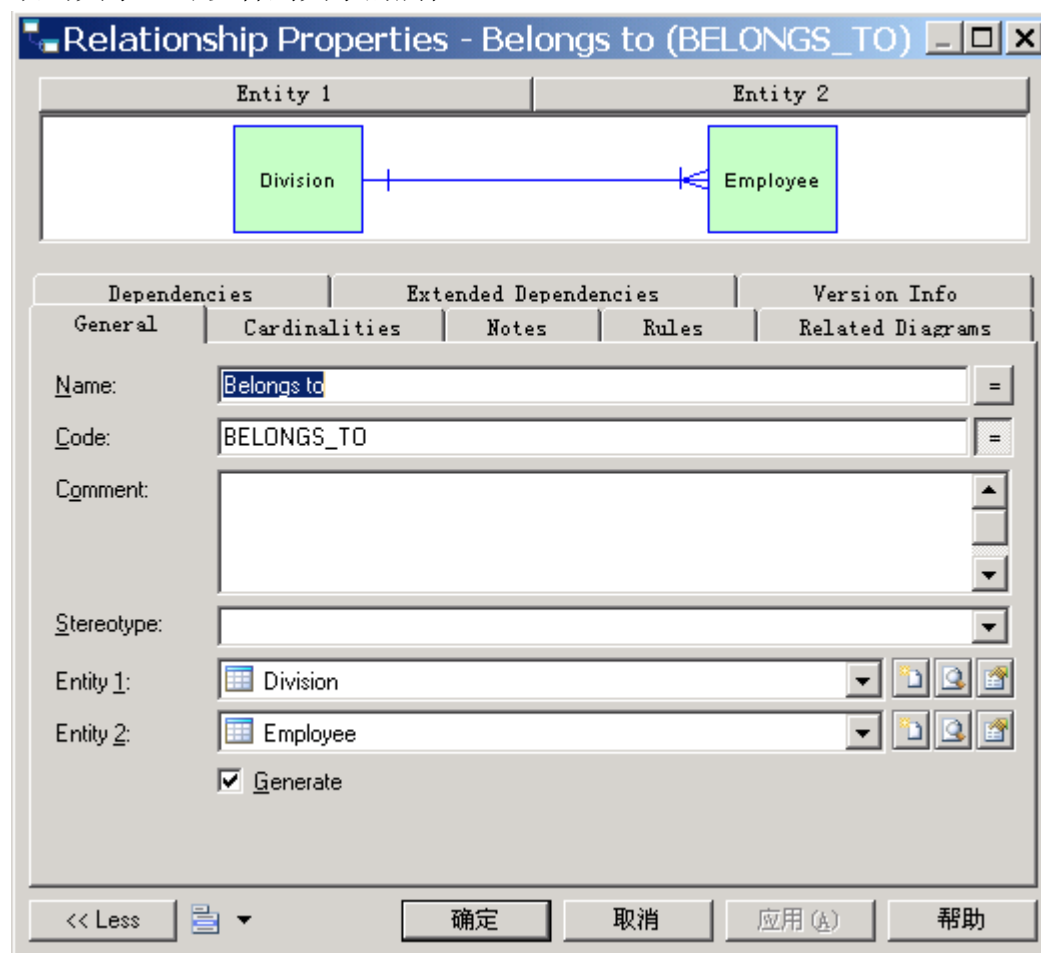 Relationship Properties - Belongs to (BELONGS_TO)
Entity 1 Entity 2
Division Employee
Dependencies Extended Dependencies Version Info
General Cardinalities Notes Rules Related Diagrams
Name: Belongs to =
Code: BELONGS_TO =
Comment:
Stereotype:
Entity 1: Division
Entity 2: Employee
Generate
<< Less 确定 取消 应用(A) 帮助